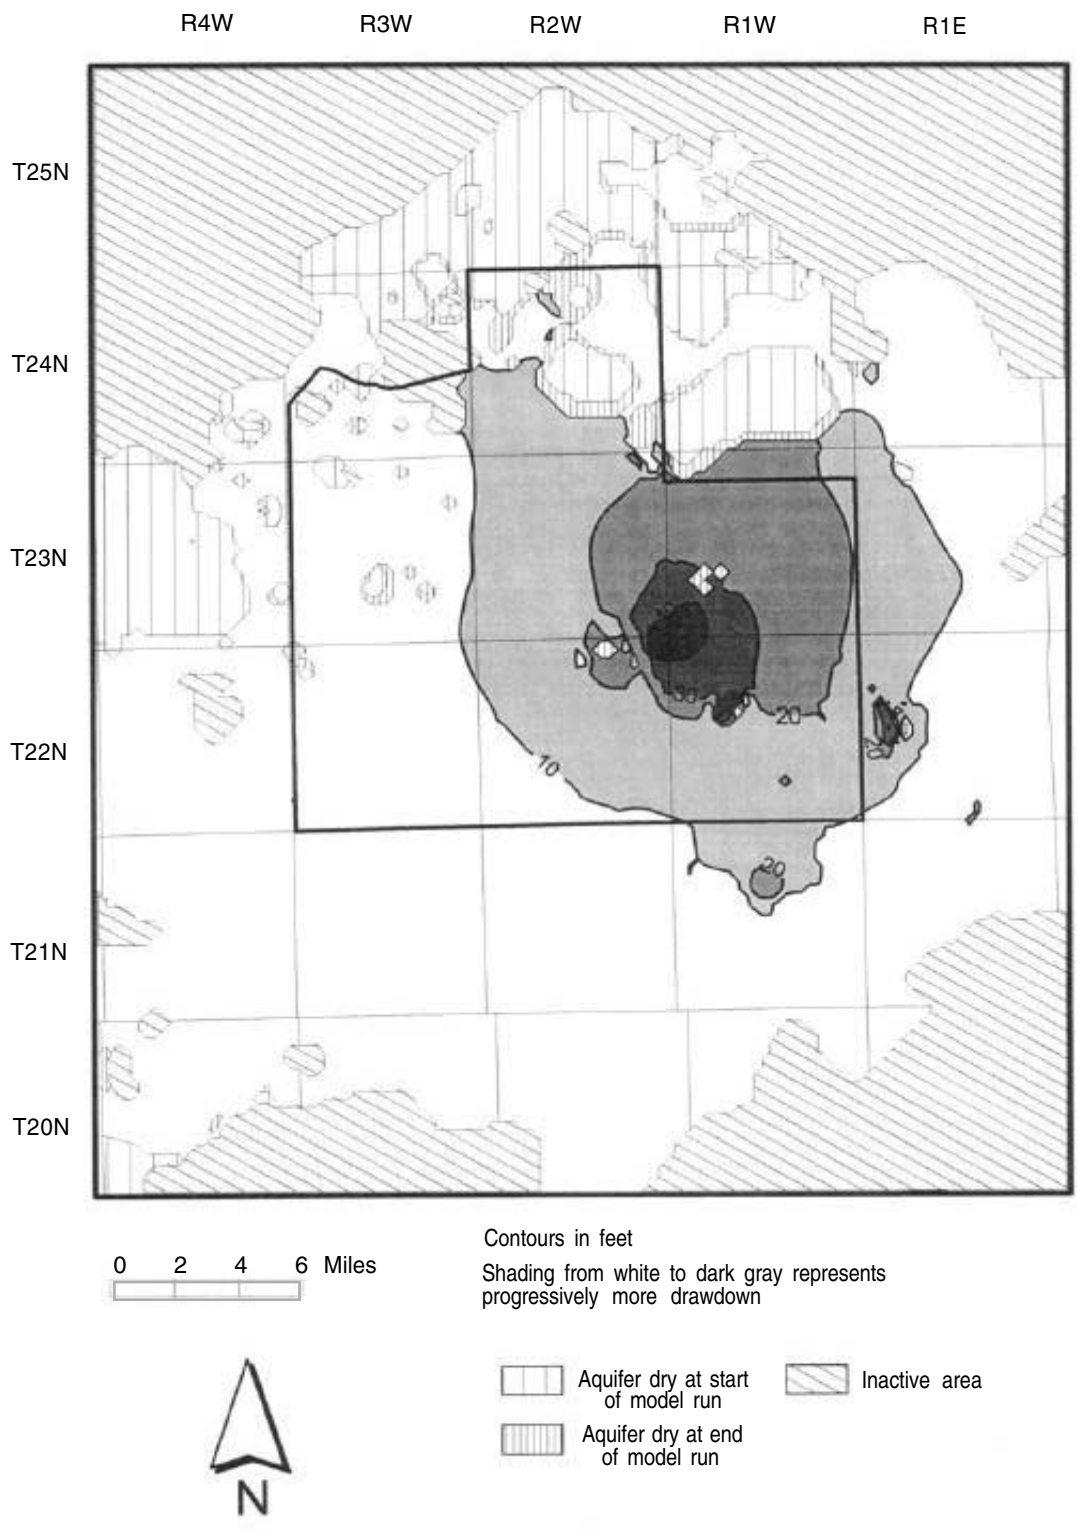 R4W R3W R2W R1W R1E
T25N
T24N
T23N
T22N
T21N
T20N
30
20
10
20
Contours in feet
0 2 4 6 Miles
Shading from white to dark gray represents
progressively more drawdown
Aquifer dry at start
of model run
Inactive area
Aquifer dry at end
of model run
N